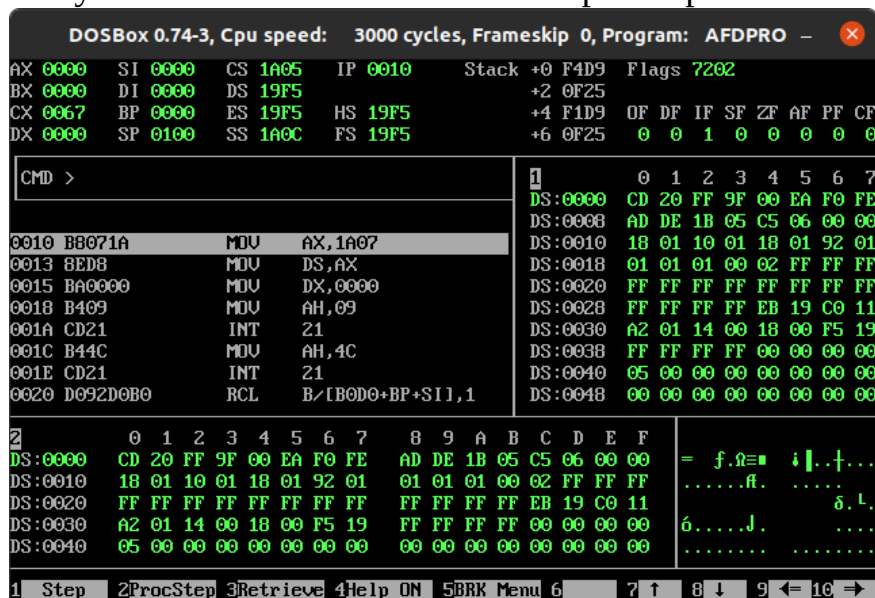 DOSBox 0.74-3, Cpu speed: 3000 cycles, Frameskip 0, Program: AFDPRO
AX 0000 SI 0000 CS 1A05 IP 0010 Stack +0 F4D9 Flags 7202
BX 0000 DI 0000 DS 19F5 +2 0F25
CX 0067 BP 0000 ES 19F5 HS 19F5 +4 F1D9 OF DF IF SF ZF AF PF CF
DX 0000 SP 0100 SS 1A0C FS 19F5 +6 0F25 0 0 1 0 0 0 0 0
CMD >
1 0 1 2 3 4 5 6 7
DS:0000 CD 20 FF 9F 00 EA F0 FE
DS:0008 AD DE 1B 05 C5 06 00 00
0010 B8071A MOV AX,1A07 DS:0010 18 01 10 01 18 01 92 01
0013 8ED8 MOV DS,AX DS:0018 01 01 01 00 02 FF FF FF
0015 BA0000 MOV DX,0000 DS:0020 FF FF FF FF FF FF FF FF
0018 B409 MOV AH,09 DS:0028 FF FF FF FF EB 19 C0 11
001A CD21 INT 21 DS:0030 A2 01 14 00 18 00 F5 19
001C B44C MOV AH,4C DS:0038 FF FF FF FF 00 00 00 00
001E CD21 INT 21 DS:0040 05 00 00 00 00 00 00 00
0020 D092D0B0 RCL B/[B0D0+BP+SI],1 DS:0048 00 00 00 00 00 00 00 00
2 0 1 2 3 4 5 6 7 8 9 A B C D E F
DS:0000 CD 20 FF 9F 00 EA F0 FE AD DE 1B 05 C5 06 00 00 = ƒ.Ω≡■ ¡▐..┼...
DS:0010 18 01 10 01 18 01 92 01 01 01 01 00 02 FF FF FF ......Æ. .....
DS:0020 FF FF FF FF FF FF FF FF FF FF FF FF EB 19 C0 11 δ.└.
DS:0030 A2 01 14 00 18 00 F5 19 FF FF FF FF 00 00 00 00 ó.....⌡. ....
DS:0040 05 00 00 00 00 00 00 00 00 00 00 00 00 00 00 00 ........ ........
1 Step 2ProcStep 3Retrieve 4Help ON 5BRK Menu 6 7 ↑ 8 ↓ 9 ⇐ 10 ⇒